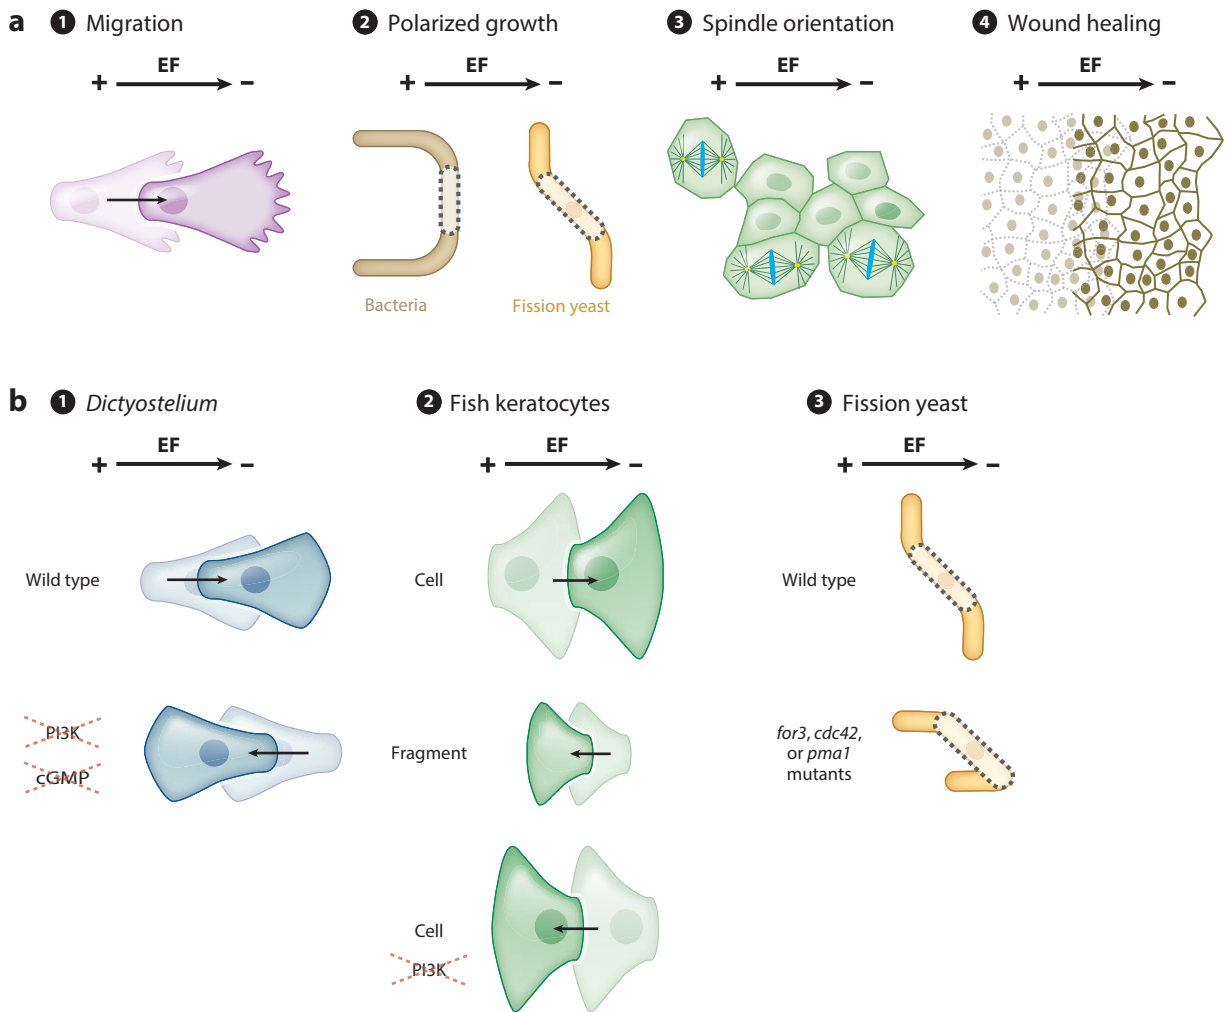 a 1 Migration
2 Polarized growth
3 Spindle orientation
4 Wound healing
EF
+ −
EF
+ −
EF
+ −
EF
+ −
Bacteria
Fission yeast
b 1 Dictyostelium
2 Fish keratocytes
3 Fission yeast
EF
+ −
EF
+ −
EF
+ −
Wild type
Cell
Wild type
PI3K
cGMP
Fragment
for3, cdc42,
or pma1
mutants
Cell
PI3K